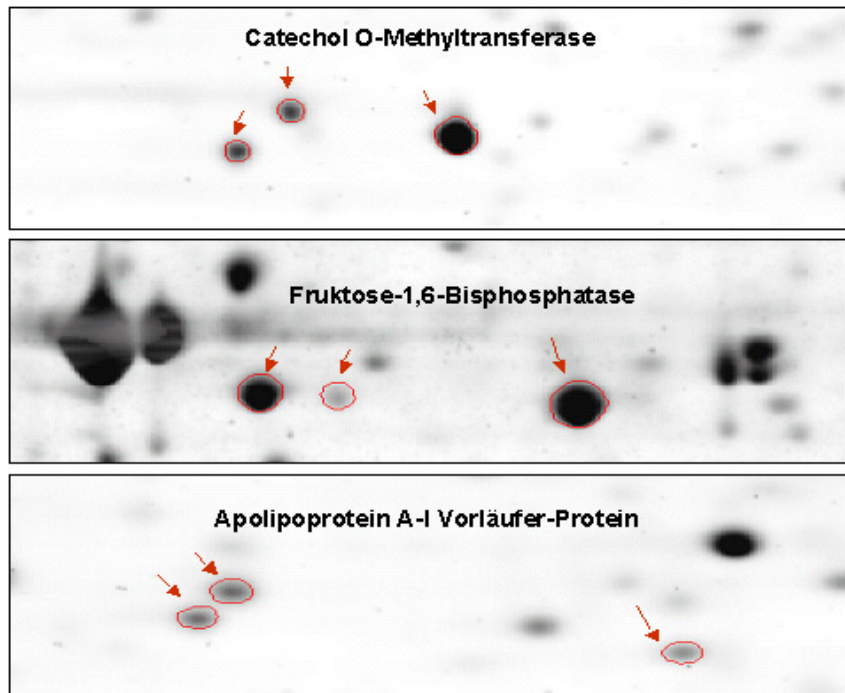 Catechol O-Methyltransferase
Fruktose-1,6-Bisphosphatase
Apolipoprotein A-I Vorläufer-Protein